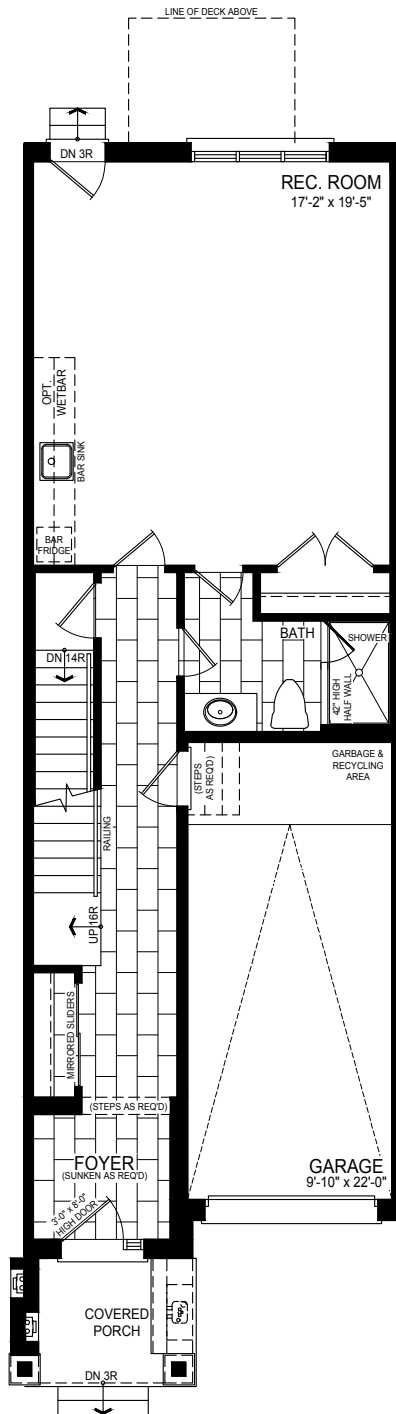 LINE OF DECK ABOVE
DN 3R
REC. ROOM
17'-2" x 19'-5"
OPT.
WETBAR
BAR SINK
BAR
FRIDGE
BATH
SHOWER
42" HIGH
HALF WALL
DN 14R
(STEPS
AS REQ'D)
GARBAGE &
RECYCLING
AREA
RAILING
UP 16R
MIRRORED SLIDERS
(STEPS AS REQ'D)
FOYER
(SUNKEN AS REQ'D)
3'-0" x 8'-0"
HIGH DOOR
GARAGE
9'-10" x 22'-0"
COVERED
PORCH
DN 3R